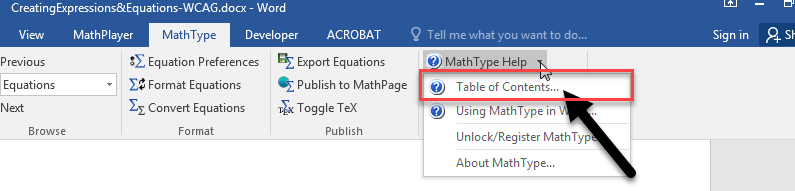 CreatingExpressions&Equations-WCAG.docx - Word
View MathPlayer MathType Developer ACROBAT Tell me what you want to do... Sign in
Previous
Equations
Next
Browse
Equation Preferences
Format Equations
Convert Equations
Format
Export Equations
Publish to MathPage
Toggle TeX
Publish
MathType Help
Table of Contents...
Using MathType in
Unlock/Register MathType
About MathType...